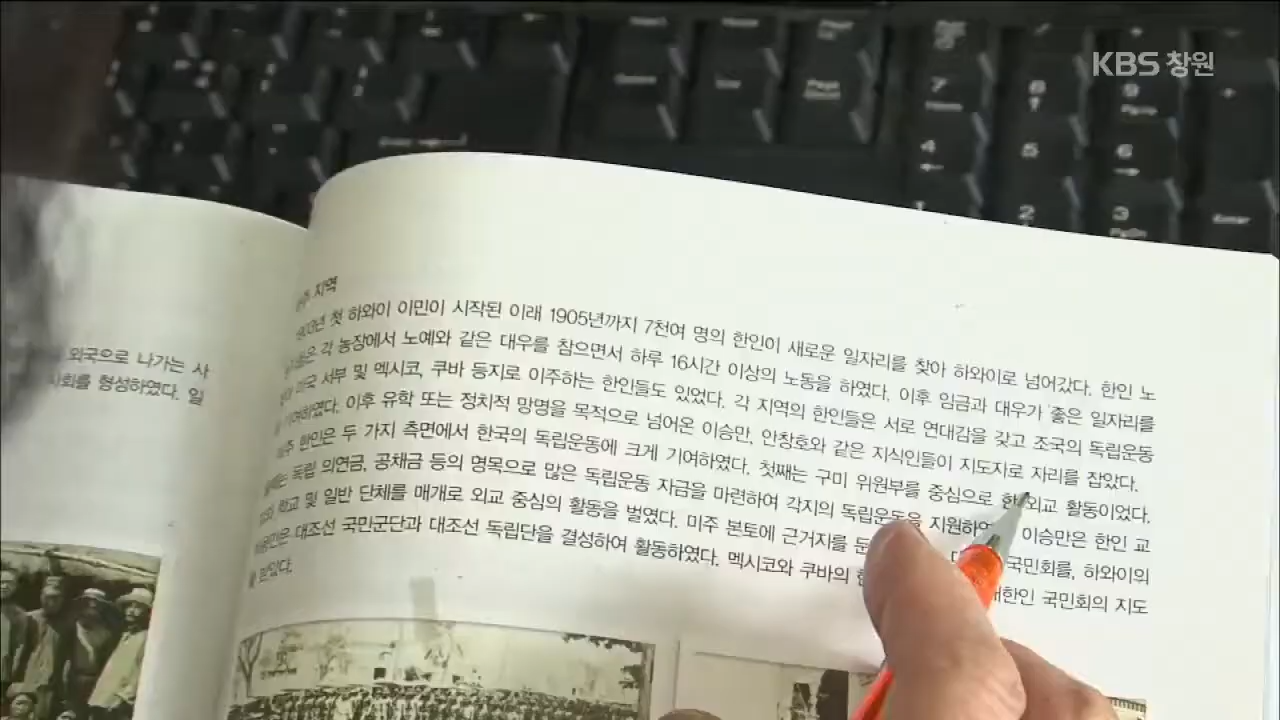 KBS 창원
외국으로 나가는 사
사회를 형성하였다. 일
지역
첫 하와이 이민이 시작된 이래 1905년까지 7천여 명의 한인이 새로운 일자리를 찾아 하와이로 넘어갔다. 한인 노
각 농장에서 노예와 같은 대우를 참으면서 하루 16시간 이상의 노동을 하였다. 이후 임금과 대우가 좋은 일자리를
미국 서부 및 멕시코, 쿠바 등지로 이주하는 한인들도 있었다. 각 지역의 한인들은 서로 연대감을 갖고 조국의 독립운동
기여하였다. 이후 유학 또는 정치적 망명을 목적으로 넘어온 이승만, 안창호와 같은 지식인들이 지도자로 자리를 잡았다.
한인은 두 가지 측면에서 한국의 독립운동에 크게 기여하였다. 첫째는 구미 위원부를 중심으로 외교 활동이었다.
독립 의연금, 공채금 등의 명목으로 많은 독립운동 자금을 마련하여 각지의 독립운동을 이승만은 한인 교
학교 및 일반 단체를 매개로 외교 중심의 활동을 벌였다. 미주 본토에 근거지를 국민회를, 하와이의
대조선 국민군단과 대조선 독립단을 결성하여 활동하였다. 멕시코와 쿠바의 국민회의 지도
7
8
9
4
5
6
1
2
3
Enter